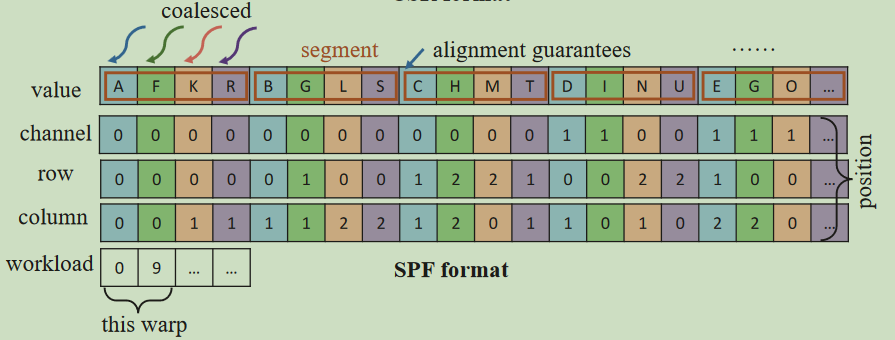 coalesced
segment
alignment guarantees
......
value A F K R B G L S C H M T D I N U E G O ...
channel 0 0 0 0 0 0 0 0 0 0 0 0 1 1 0 0 1 1 1 ...
row 0 0 0 0 0 1 0 0 1 2 2 1 0 0 2 2 1 0 0 ...
column 0 0 1 1 1 1 2 2 1 2 0 1 1 0 1 0 2 2 0 ...
position
workload 0 9 ... ...
SPF format
this warp